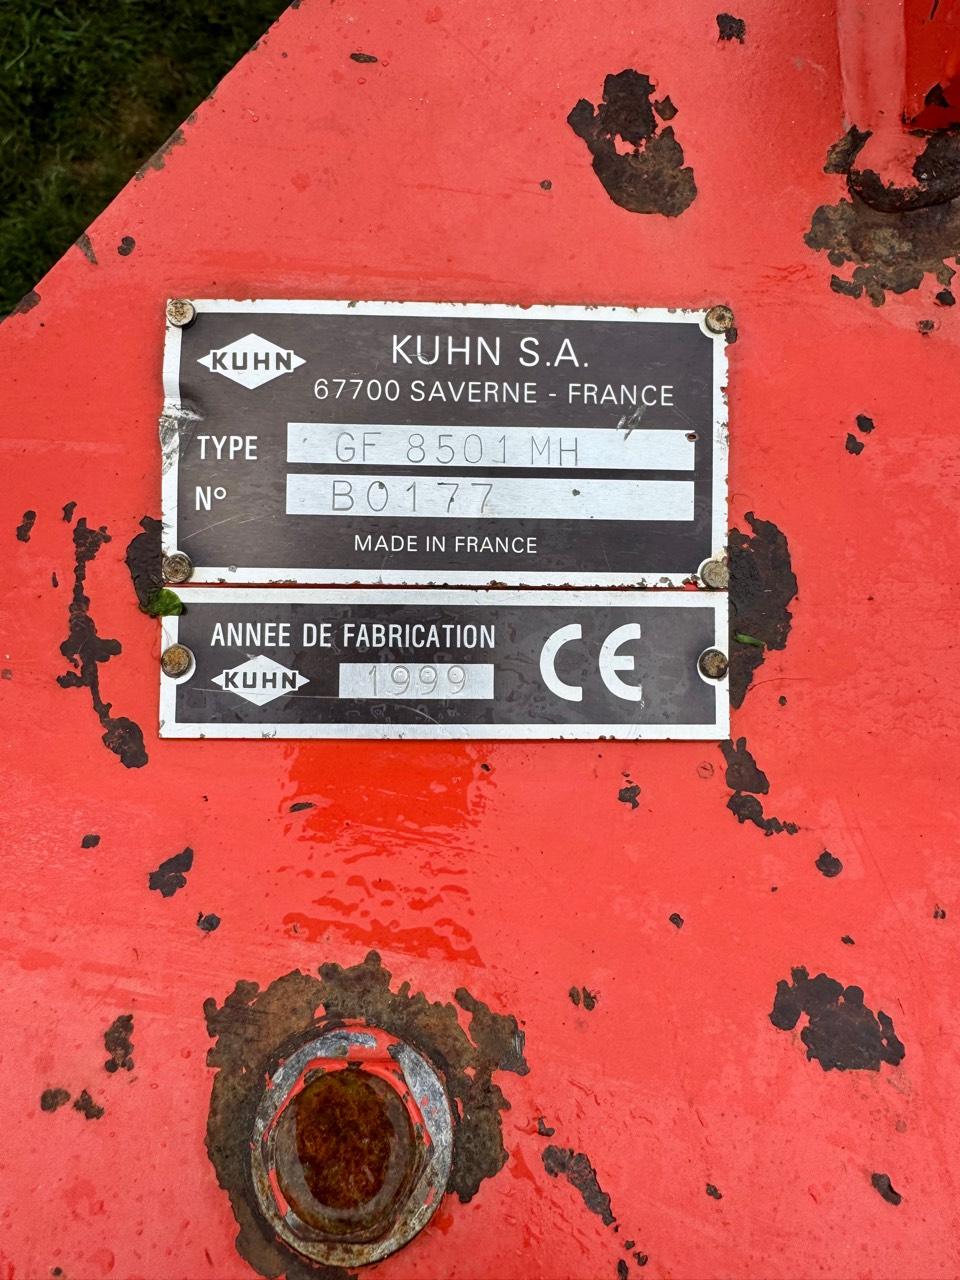 KUHN
KUHN S.A.
67700 SAVERNE - FRANCE
TYPE GF 8501 MH
N° B0177
MADE IN FRANCE
ANNEE DE FABRICATION
KUHN 1999
CE